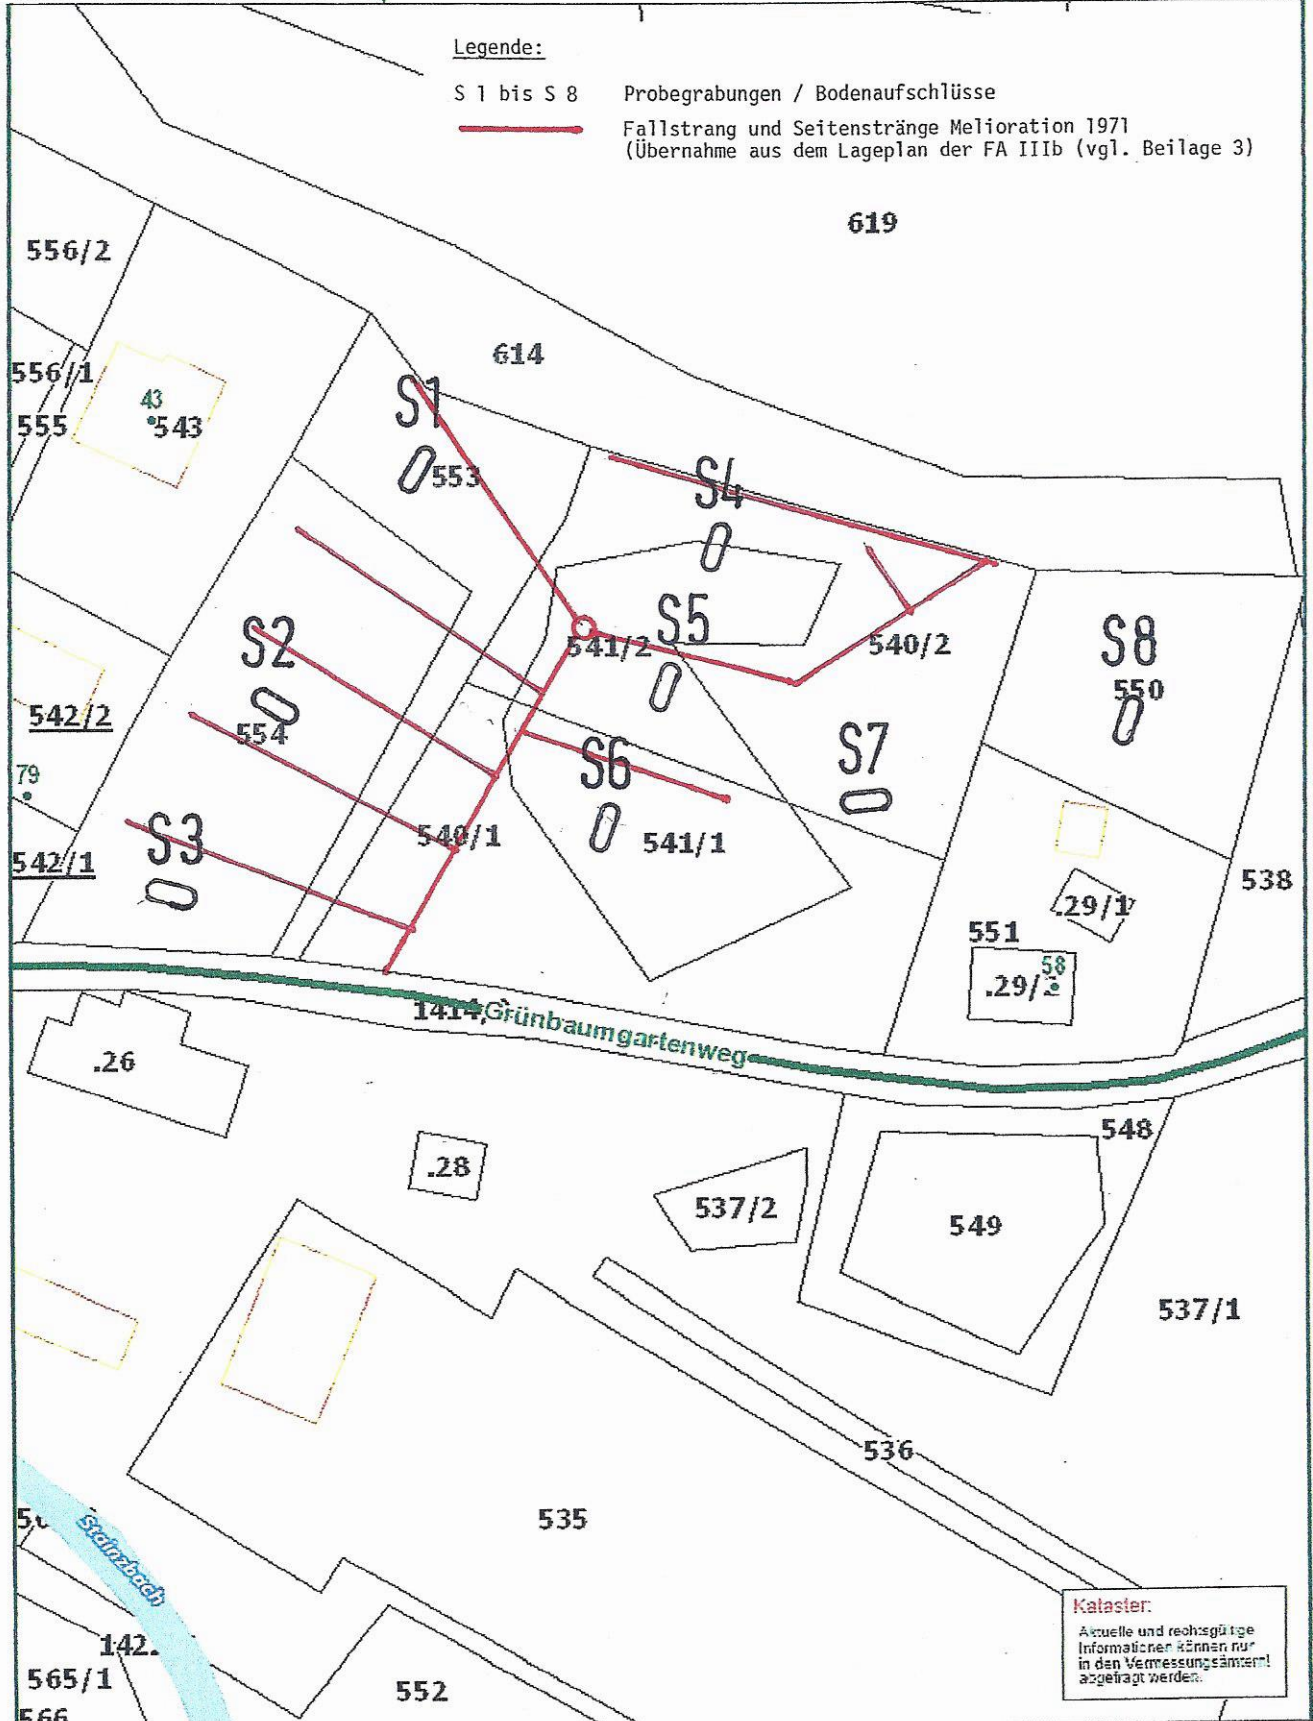 Legende:
S 1 bis S 8 Probegrabungen / Bodenaufschlüsse
Fallstrang und Seitenstränge Melioration 1971
(Übernahme aus dem Lageplan der FA IIIb (vgl. Beilage 3)
619
556/2
614
556/1
43
555
543
S1
553
S4
S5
541/2
540/2
S2
S8
550
542/2
554
S7
S6
79
540/1
541/1
S3
542/1
538
.29/1
551
58
.29/2
1414/
Grünbaumgartenweg
.26
548
.28
537/2
549
537/1
536
535
Stainzbach
142
565/1
552
566
Kataster:
Aktuelle und rechtsgültige
Informationen können nur
in den Vermessungsämtern!
abgefragt werden.